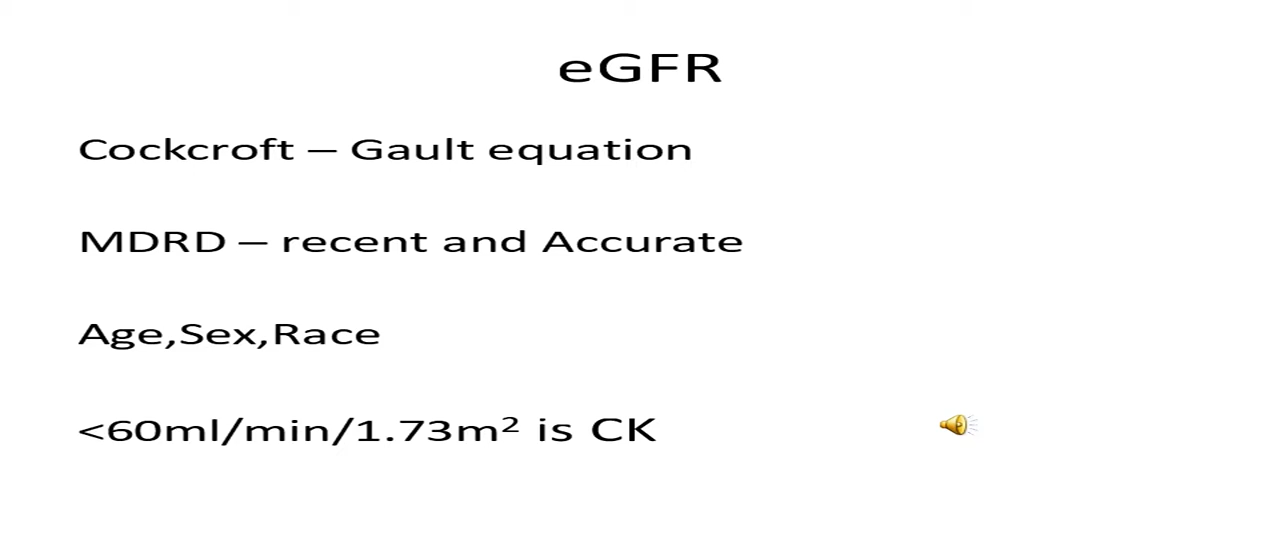 eGFR
Cockcroft – Gault equation
MDRD – recent and Accurate
Age,Sex,Race
<60ml/min/1.73m² is CK